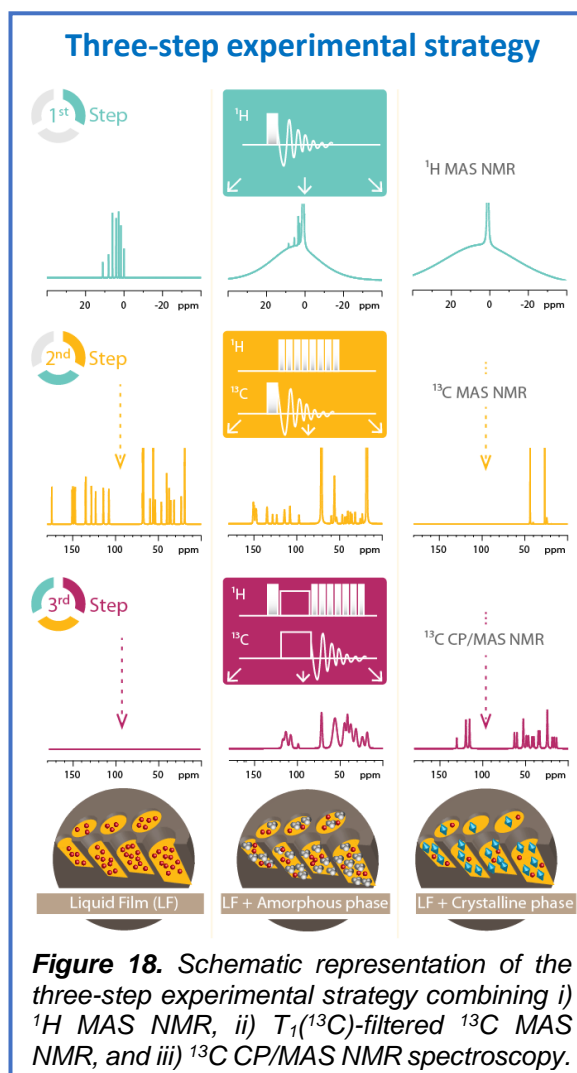 Three-step experimental strategy
1st Step
¹H
¹H MAS NMR
20 0 -20 ppm
20 0 -20 ppm
20 0 -20 ppm
2nd Step
¹H
¹³C
¹³C MAS NMR
150 100 50 ppm
150 100 50 ppm
150 100 50 ppm
3rd Step
¹H
¹³C
¹³C CP/MAS NMR
150 100 50 ppm
150 100 50 ppm
150 100 50 ppm
Liquid Film (LF)
LF + Amorphous phase
LF + Crystalline phase
Figure 18. Schematic representation of the
three-step experimental strategy combining i)
¹H MAS NMR, ii) T₁(¹³C)-filtered ¹³C MAS
NMR, and iii) ¹³C CP/MAS NMR spectroscopy.